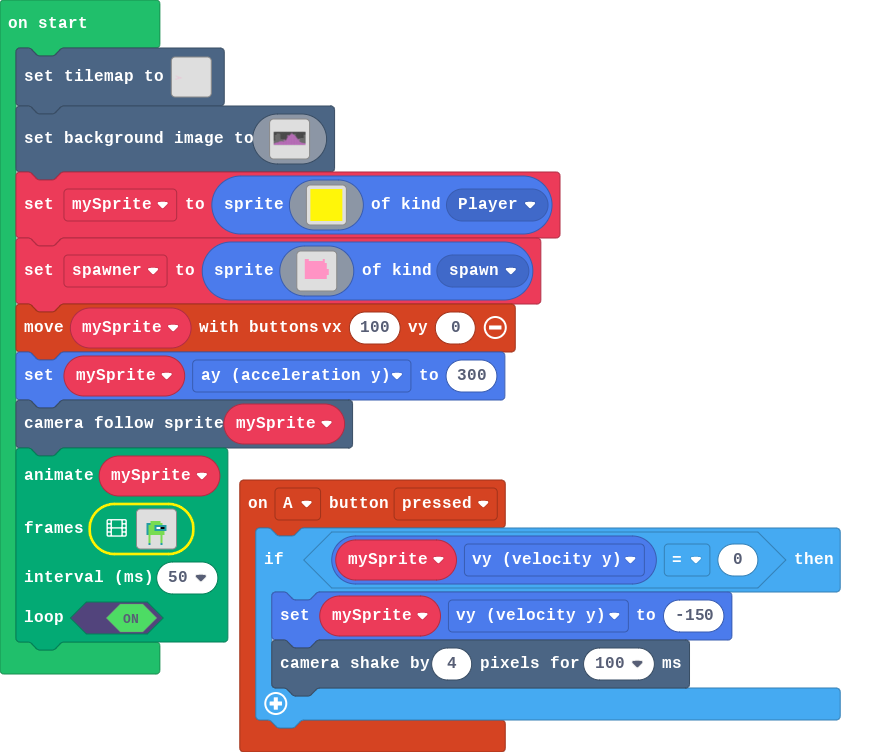 on start
set tilemap to
set background image to
set mySprite to sprite of kind Player
set spawner to sprite of kind spawn
move mySprite with buttons vx 100 vy 0
set mySprite ay (acceleration y) to 300
camera follow sprite mySprite
animate mySprite
frames
interval (ms) 50
loop ON
on A button pressed
if mySprite vy (velocity y) = 0 then
set mySprite vy (velocity y) to -150
camera shake by 4 pixels for 100 ms